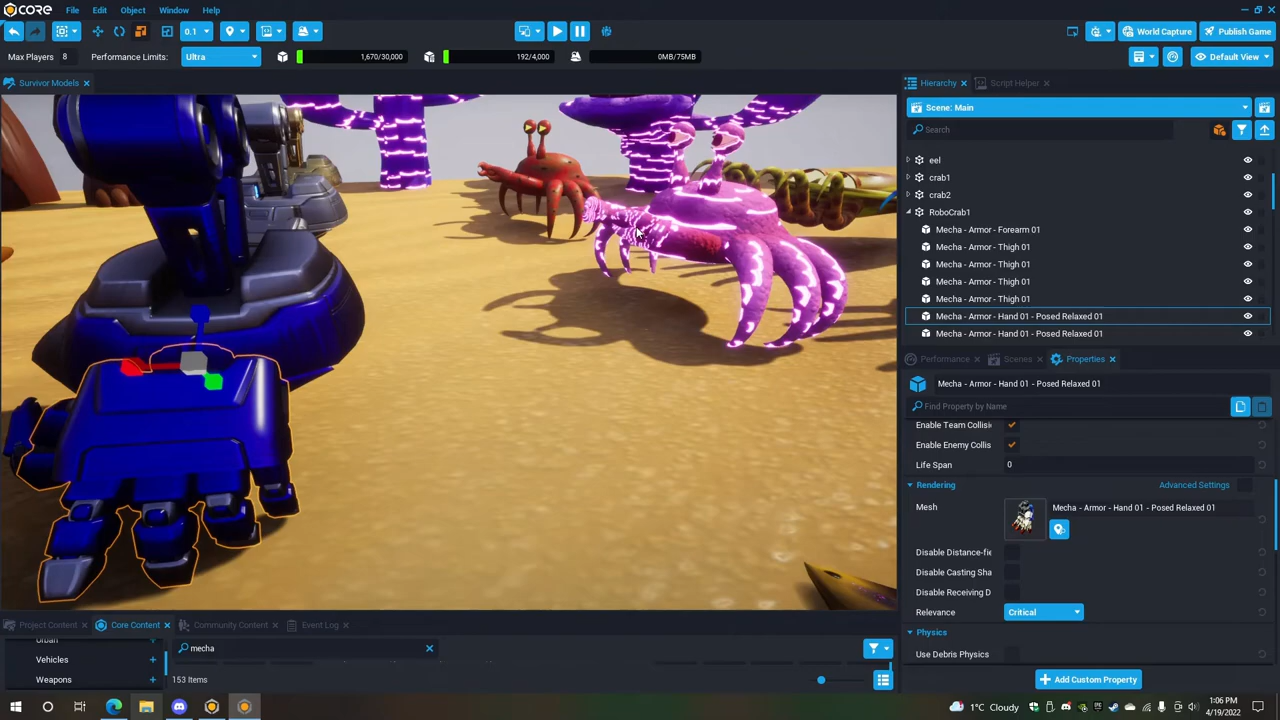 CORE File Edit Object Window Help
0.1 World Capture Publish Game
Max Players 8 Performance Limits: Ultra 1,670/30,000 192/4,000 0MB/75MB Default View
Survivor Models Hierarchy Script Helper
Scene: Main
Search
eel
crab1
crab2
RoboCrab1
Mecha - Armor - Forearm 01
Mecha - Armor - Thigh 01
Mecha - Armor - Thigh 01
Mecha - Armor - Thigh 01
Mecha - Armor - Thigh 01
Mecha - Armor - Hand 01 - Posed Relaxed 01
Mecha - Armor - Hand 01 - Posed Relaxed 01
Performance Scenes Properties
Mecha - Armor - Hand 01 - Posed Relaxed 01
Find Property by Name
Enable Team Collisi
Enable Enemy Collis
Life Span 0
Rendering Advanced Settings
Mesh Mecha - Armor - Hand 01 - Posed Relaxed 01
Disable Distance-fie
Disable Casting Sha
Disable Receiving D
Relevance Critical
Physics
Use Debris Physics
Add Custom Property
Project Content Core Content Community Content Event Log
Urban
mecha
Vehicles
Weapons
153 Items
1°C Cloudy 1:06 PM
4/19/2022